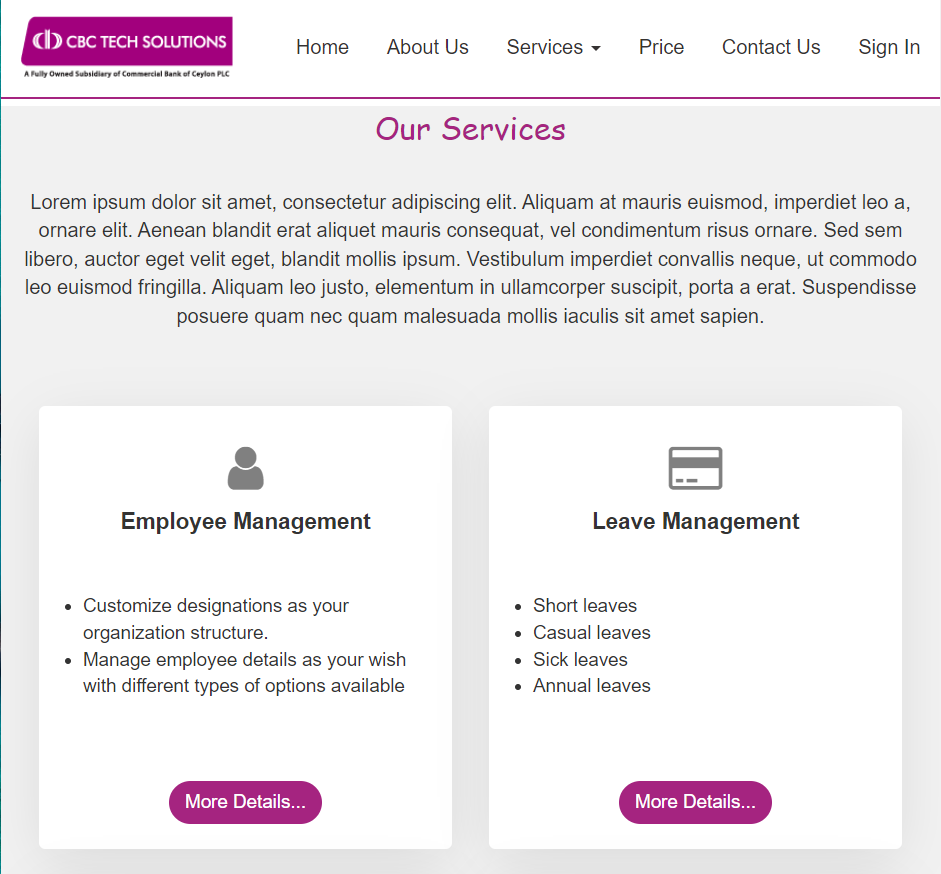 CBC TECH SOLUTIONS
A Fully Owned Subsidiary of Commercial Bank of Ceylon PLC
Home About Us Services Price Contact Us Sign In
Our Services
Lorem ipsum dolor sit amet, consectetur adipiscing elit. Aliquam at mauris euismod, imperdiet leo a,
ornare elit. Aenean blandit erat aliquet mauris consequat, vel condimentum risus ornare. Sed sem
libero, auctor eget velit eget, blandit mollis ipsum. Vestibulum imperdiet convallis neque, ut commodo
leo euismod fringilla. Aliquam leo justo, elementum in ullamcorper suscipit, porta a erat. Suspendisse
posuere quam nec quam malesuada mollis iaculis sit amet sapien.
Employee Management
• Customize designations as your
organization structure.
• Manage employee details as your wish
with different types of options available
More Details...
Leave Management
• Short leaves
• Casual leaves
• Sick leaves
• Annual leaves
More Details...